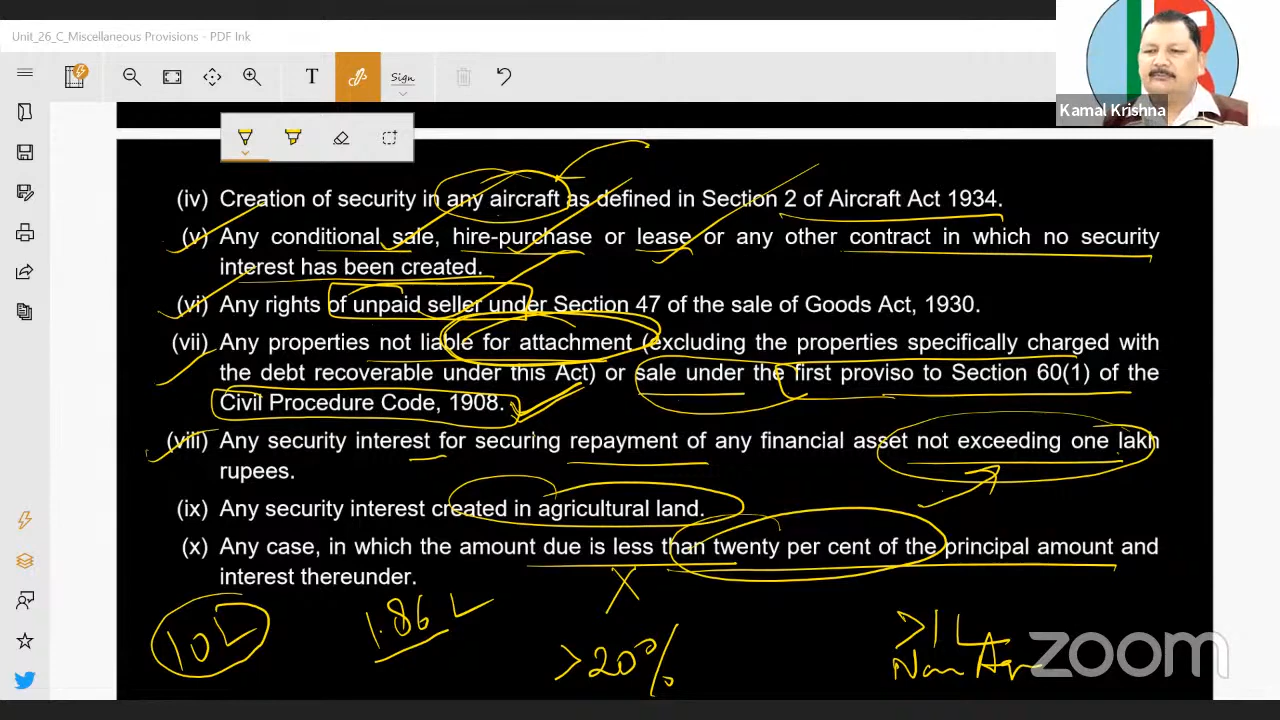 Unit_26_C_Miscellaneous Provisions - PDF Ink
T
Sign
Kamal Krishna
(iv) Creation of security in any aircraft as defined in Section 2 of Aircraft Act 1934.
(v) Any conditional sale, hire-purchase or lease or any other contract in which no security
interest has been created.
(vi) Any rights of unpaid seller under Section 47 of the sale of Goods Act, 1930.
(vii) Any properties not liable for attachment (excluding the properties specifically charged with
the debt recoverable under this Act) or sale under the first proviso to Section 60(1) of the
Civil Procedure Code, 1908.
(viii) Any security interest for securing repayment of any financial asset not exceeding one lakh
rupees.
(ix) Any security interest created in agricultural land.
(x) Any case, in which the amount due is less than twenty per cent of the principal amount and
interest thereunder.
10L
1.86 L
X
>20%
>1L
Non Agr
zoom